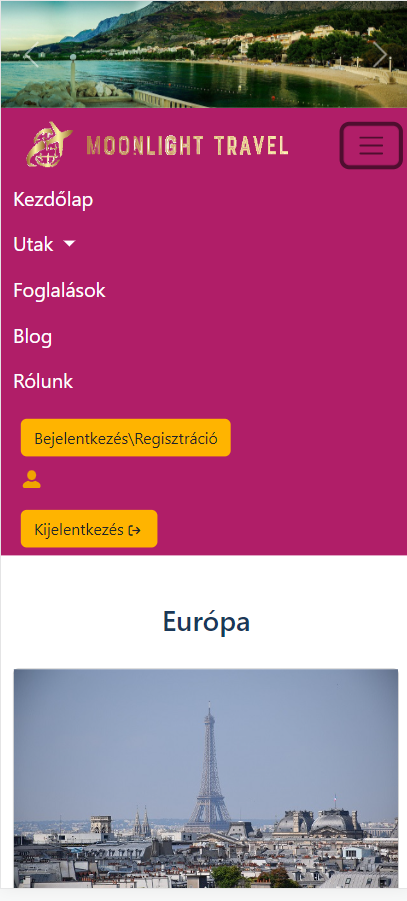 MOONLIGHT TRAVEL
Kezdőlap
Utak
Foglalások
Blog
Rólunk
Bejelentkezés\Regisztráció
Kijelentkezés
Európa